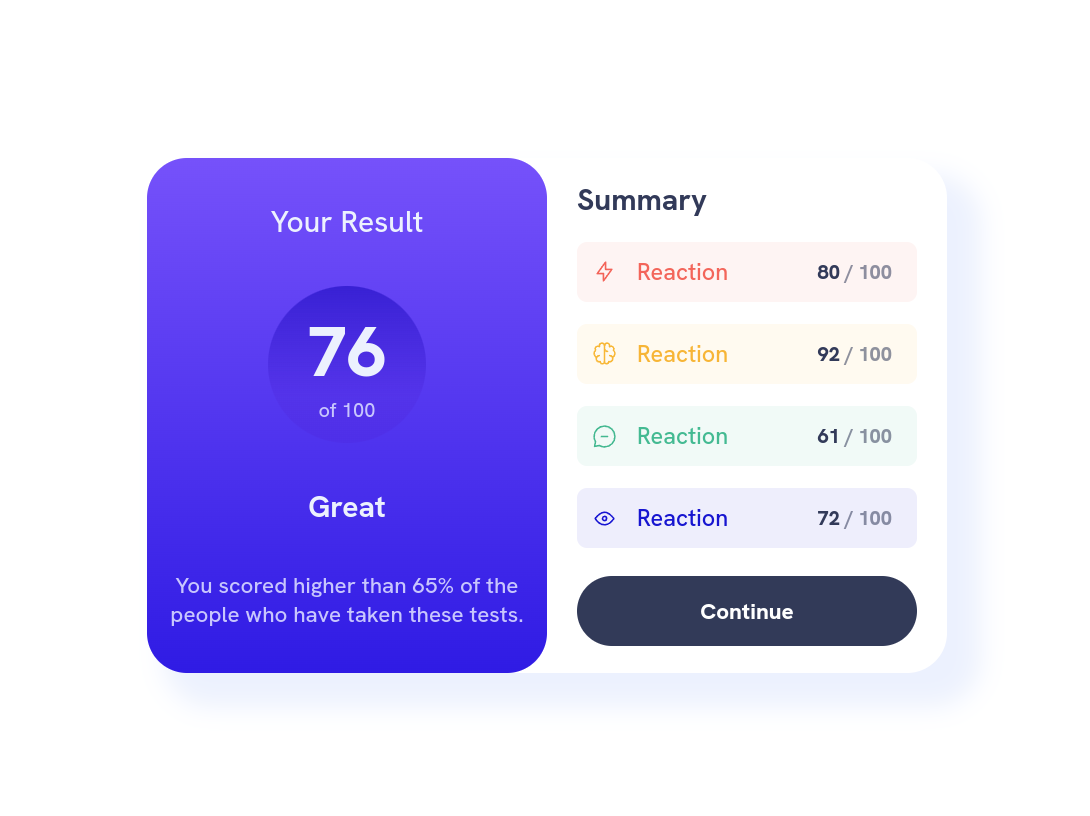 Your Result
76
of 100
Great
You scored higher than 65% of the
people who have taken these tests.
Summary
Reaction 80 / 100
Reaction 92 / 100
Reaction 61 / 100
Reaction 72 / 100
Continue